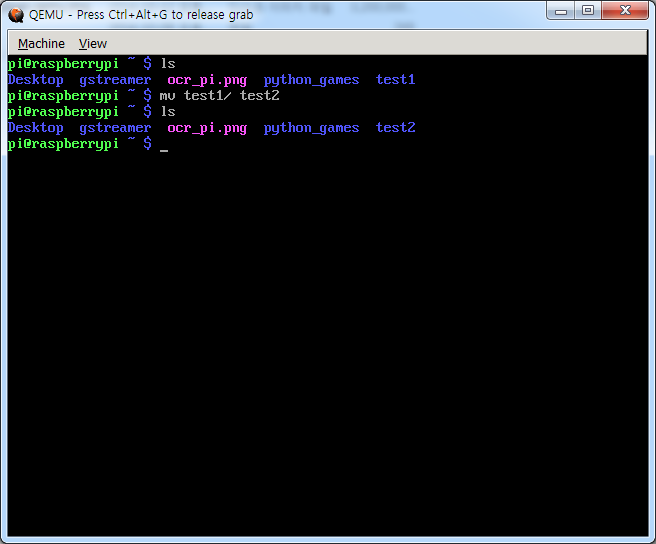 QEMU - Press Ctrl+Alt+G to release grab
Machine View
pi@raspberrypi ~ $ ls
Desktop gstreamer ocr_pi.png python_games test1
pi@raspberrypi ~ $ mv test1/ test2
pi@raspberrypi ~ $ ls
Desktop gstreamer ocr_pi.png python_games test2
pi@raspberrypi ~ $ _